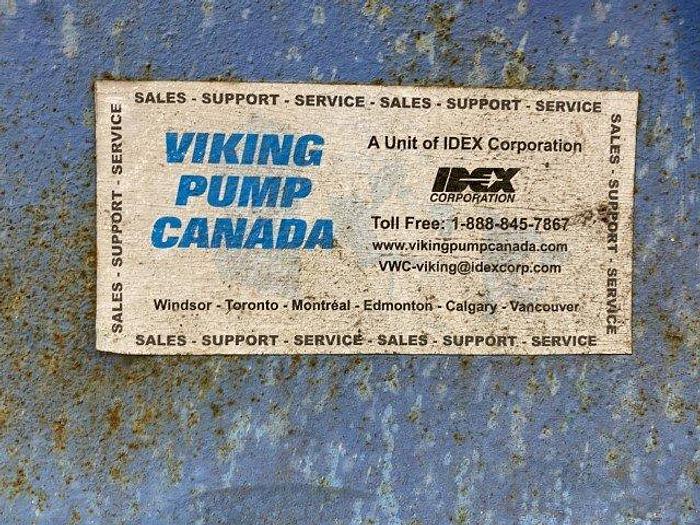 SALES - SUPPORT - SERVICE - SALES - SUPPORT - SERVICE
SALES - SUPPORT - SERVICE
VIKING
PUMP
CANADA
A Unit of IDEX Corporation
IDEX
CORPORATION
Toll Free: 1-888-845-7867
www.vikingpumpcanada.com
VWC-viking@idexcorp.com
Windsor - Toronto - Montréal - Edmonton - Calgary - Vancouver
SALES - SUPPORT - SERVICE
SALES - SUPPORT - SERVICE - SALES - SUPPORT - SERVICE